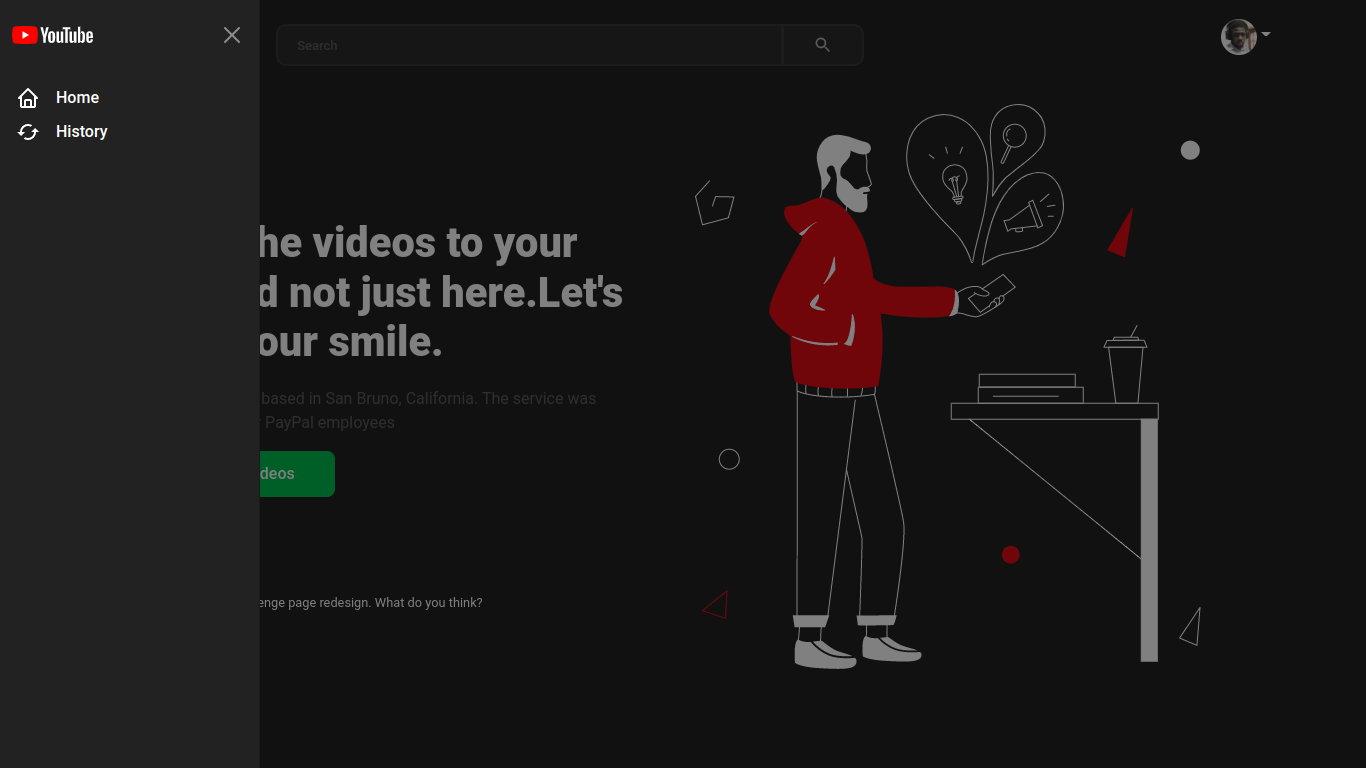 YouTube
Search
Home
History
he videos to your
d not just here.Let's
our smile.
based in San Bruno, California. The service was
PayPal employees
deos
enge page redesign. What do you think?